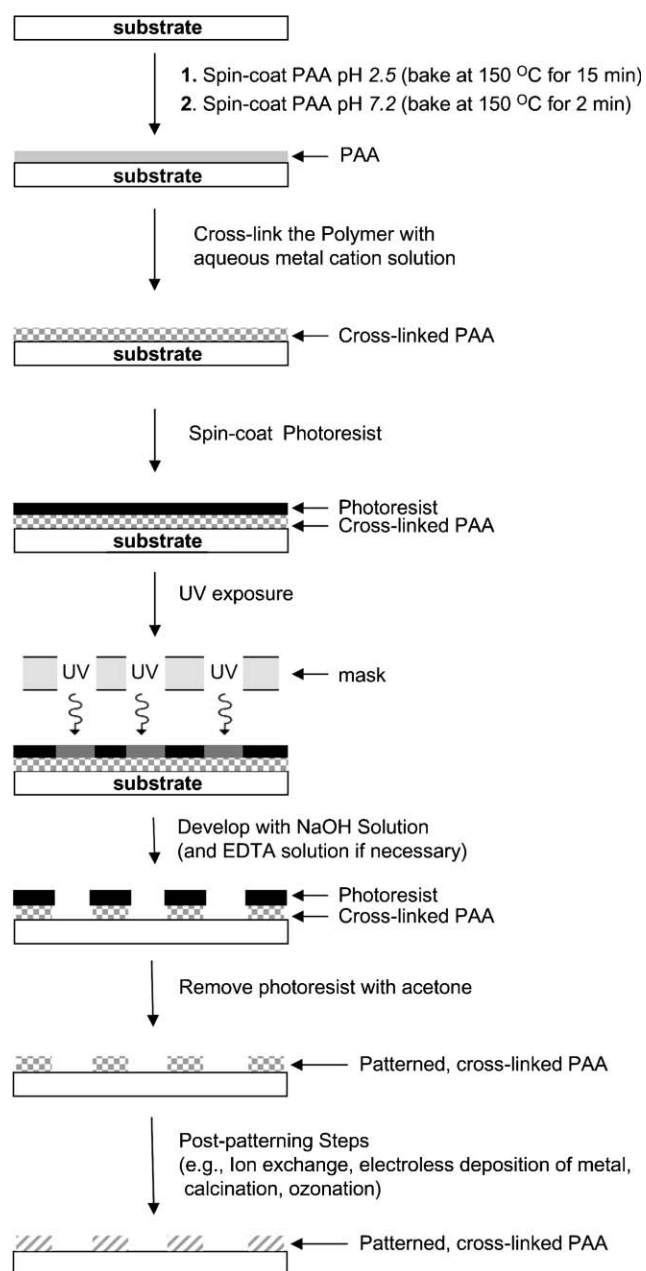 substrate
1. Spin-coat PAA pH 2.5 (bake at 150 °C for 15 min)
2. Spin-coat PAA pH 7.2 (bake at 150 °C for 2 min)
PAA
substrate
Cross-link the Polymer with
aqueous metal cation solution
Cross-linked PAA
substrate
Spin-coat Photoresist
Photoresist
Cross-linked PAA
substrate
UV exposure
UV UV UV
mask
substrate
Develop with NaOH Solution
(and EDTA solution if necessary)
Photoresist
Cross-linked PAA
Remove photoresist with acetone
Patterned, cross-linked PAA
Post-patterning Steps
(e.g., Ion exchange, electroless deposition of metal,
calcination, ozonation)
Patterned, cross-linked PAA